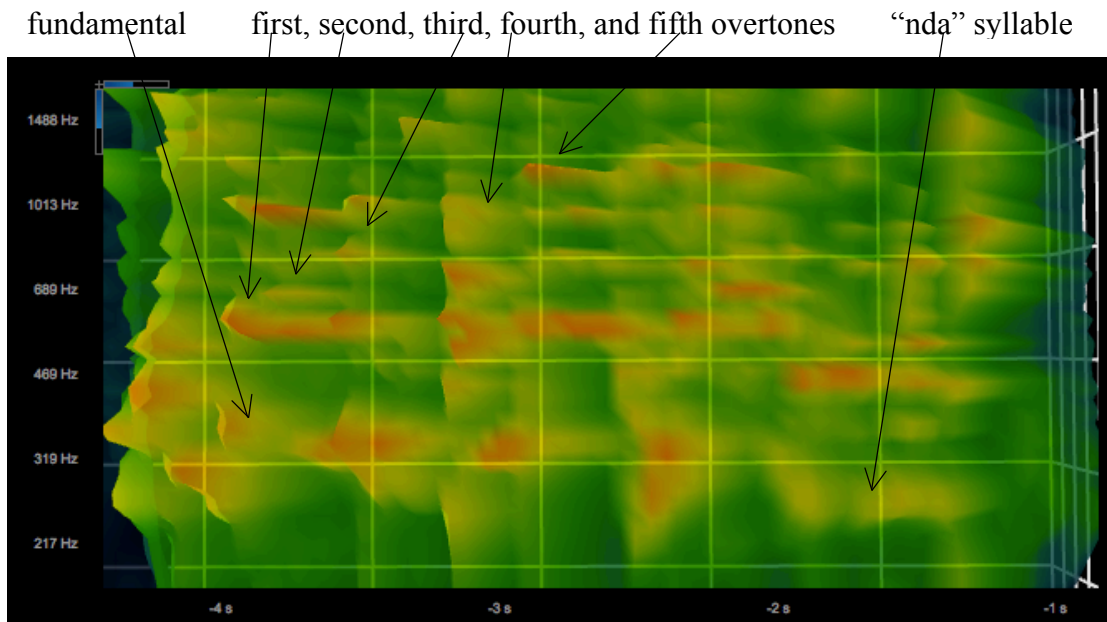 fundamental first, second, third, fourth, and fifth overtones “nda” syllable
1488 Hz
1013 Hz
689 Hz
469 Hz
319 Hz
217 Hz
-4 s -3 s -2 s -1 s